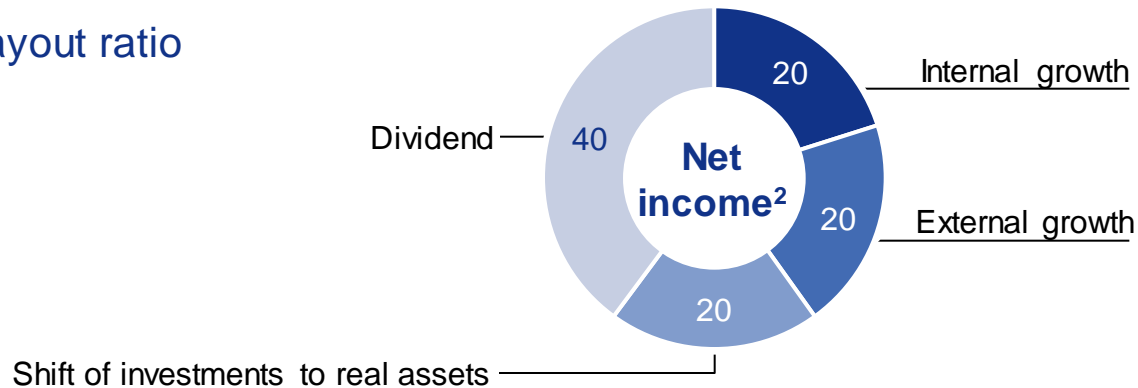 ayout ratio
20
Internal growth
Dividend
40
Net
income²
20
External growth
20
Shift of investments to real assets